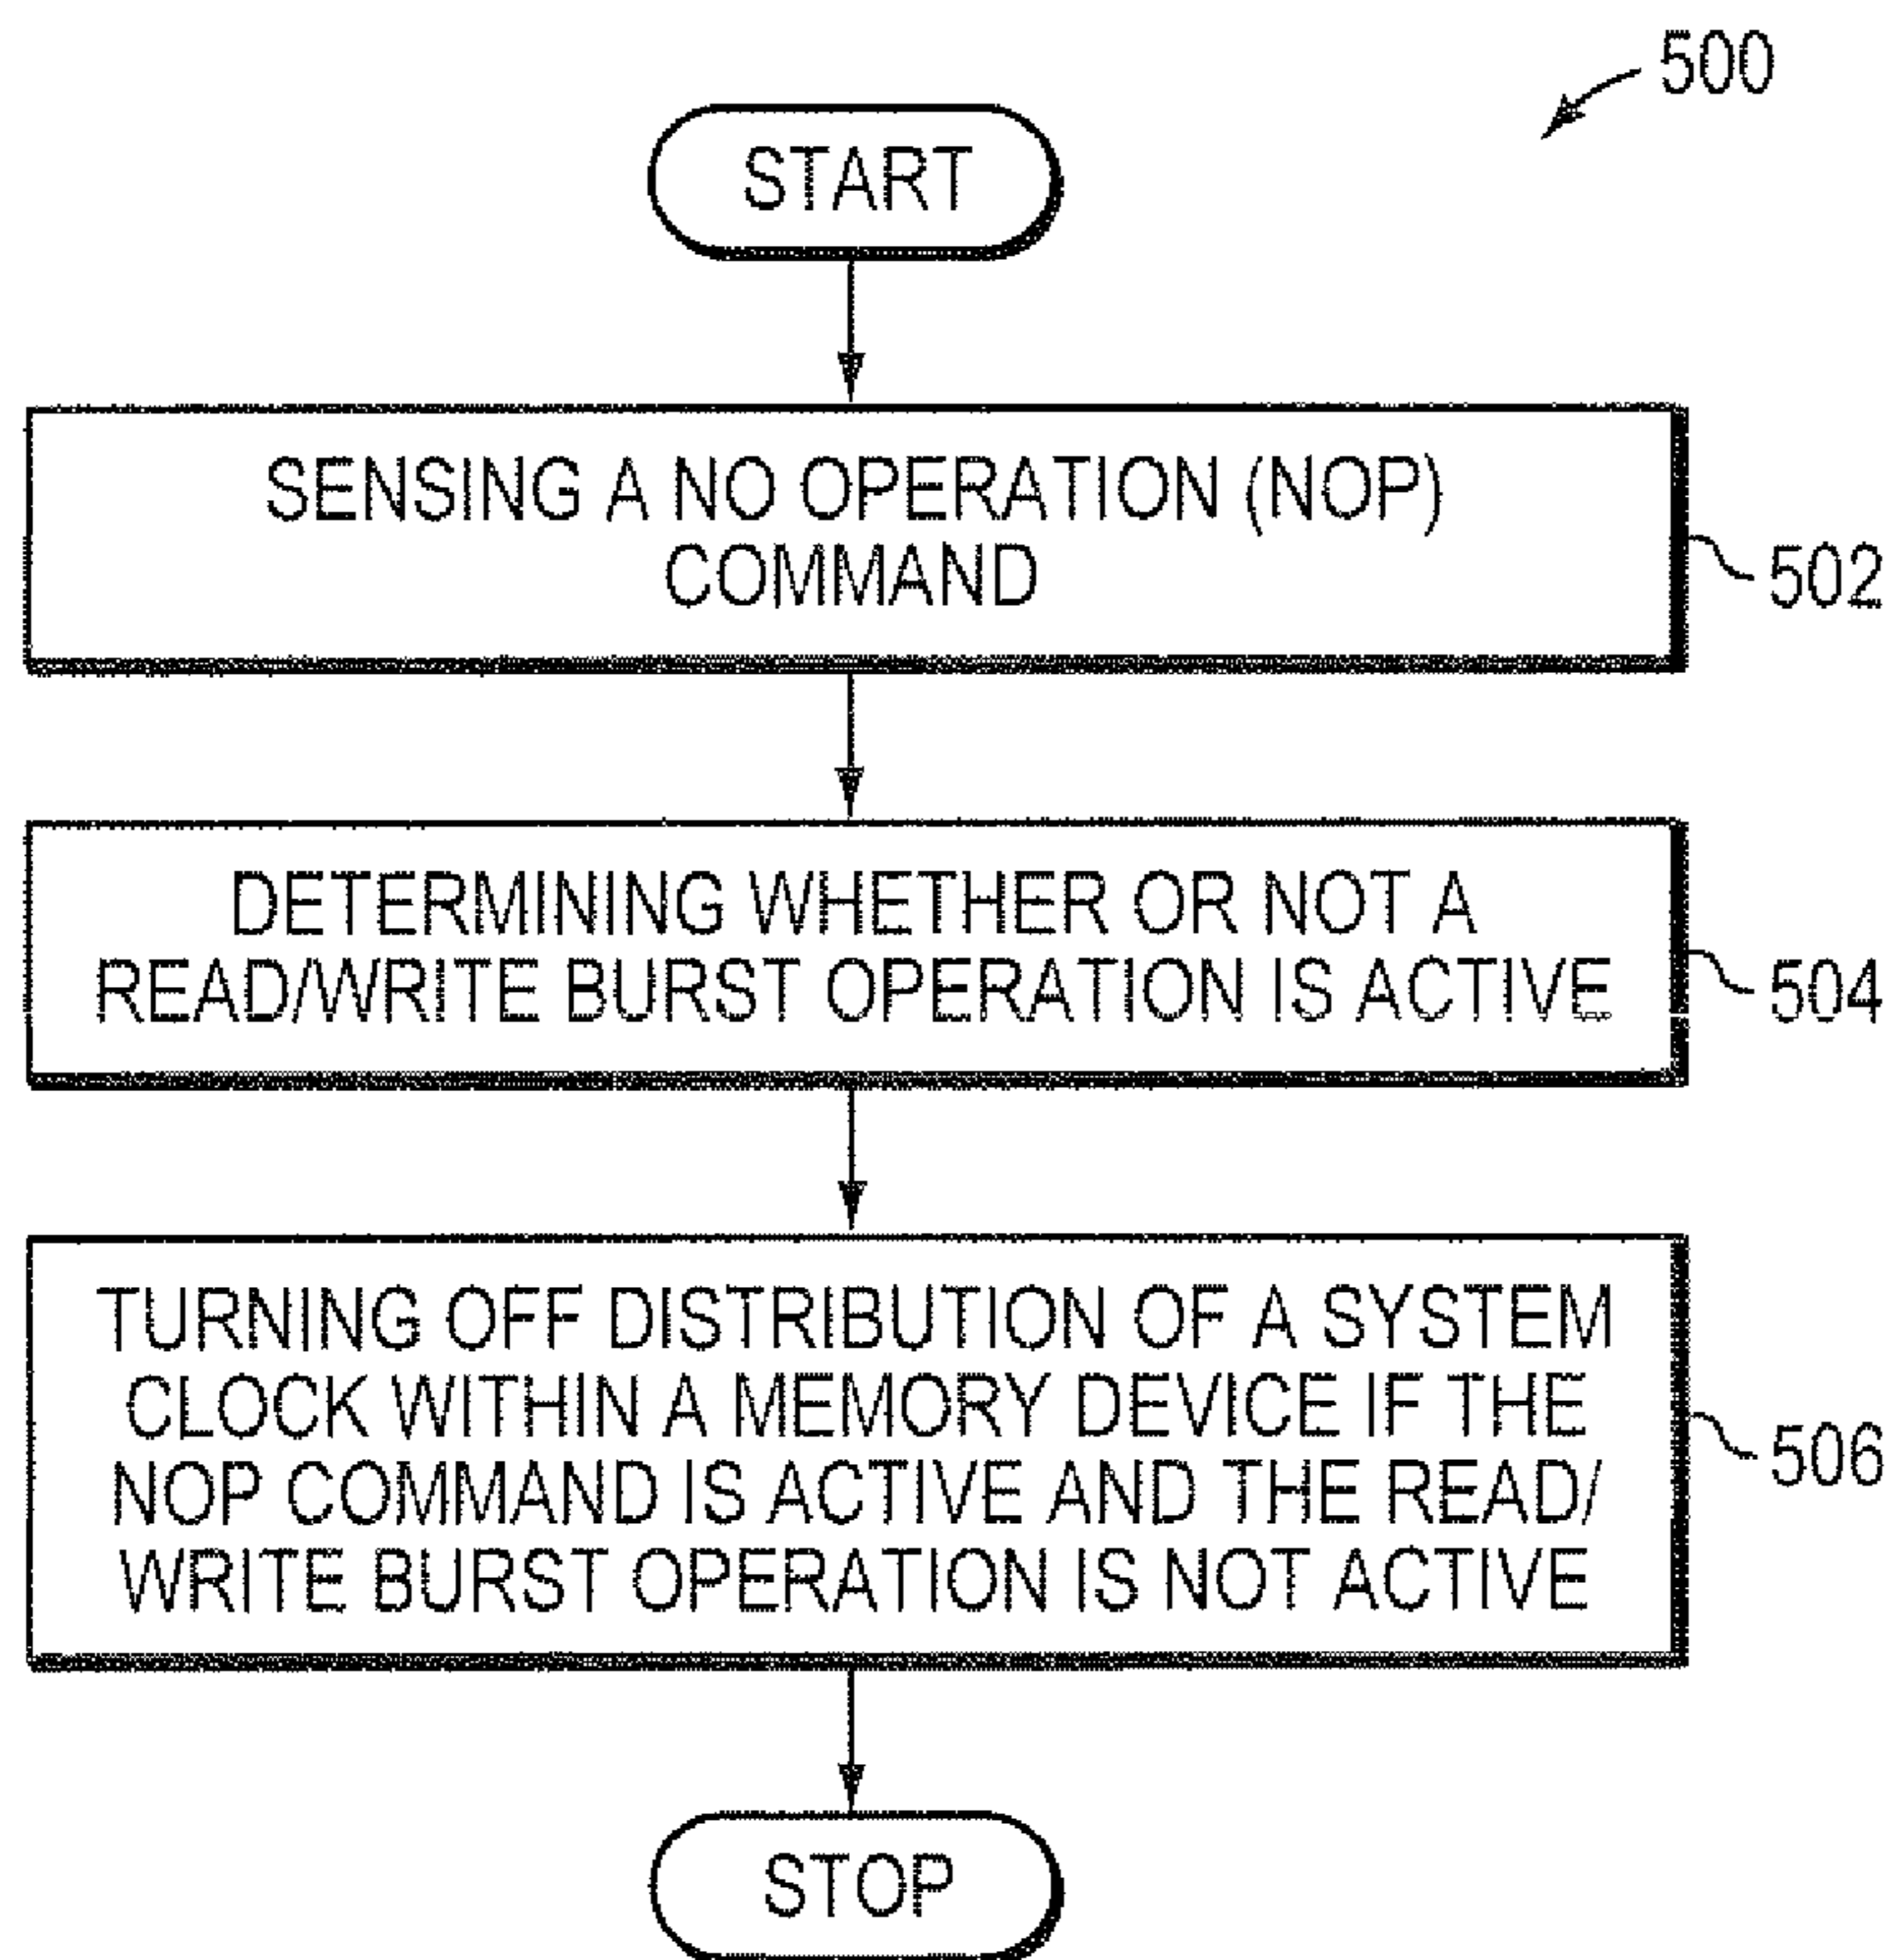 500
START
SENSING A NO OPERATION (NOP)
COMMAND
502
DETERMINING WHETHER OR NOT A
READ/WRITE BURST OPERATION IS ACTIVE
504
TURNING OFF DISTRIBUTION OF A SYSTEM
CLOCK WITHIN A MEMORY DEVICE IF THE
NOP COMMAND IS ACTIVE AND THE READ/
WRITE BURST OPERATION IS NOT ACTIVE
506
STOP